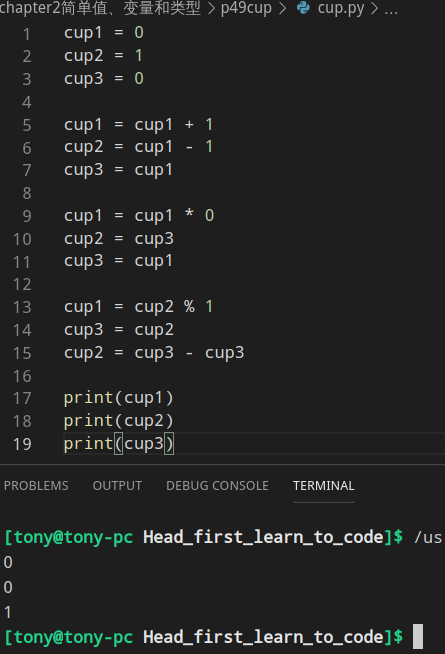 chapter2简单值、变量和类型 > p49cup > cup.py > ...
1 cup1 = 0
2 cup2 = 1
3 cup3 = 0
4
5 cup1 = cup1 + 1
6 cup2 = cup1 - 1
7 cup3 = cup1
8
9 cup1 = cup1 * 0
10 cup2 = cup3
11 cup3 = cup1
12
13 cup1 = cup2 % 1
14 cup3 = cup2
15 cup2 = cup3 - cup3
16
17 print(cup1)
18 print(cup2)
19 print(cup3)
PROBLEMS OUTPUT DEBUG CONSOLE TERMINAL
[tony@tony-pc Head_first_learn_to_code]$ /us
0
0
1
[tony@tony-pc Head_first_learn_to_code]$